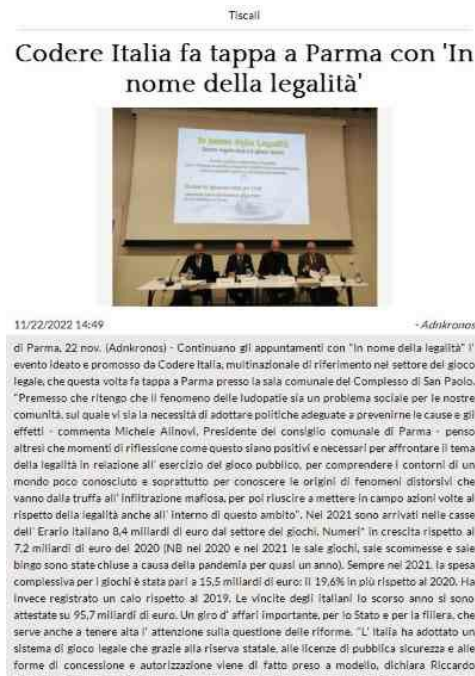 Tiscali
Codere Italia fa tappa a Parma con 'In
nome della legalità'
In nome della Legalità
11/22/2022 14:49
- Adnkronos
di Parma, 22 nov. (Adnkronos) - Continuano gli appuntamenti con "In nome della legalità" l'
evento ideato e promosso da Codere Italia, multinazionale di riferimento nel settore del gioco
legale, che questa volta fa tappa a Parma presso la sala comunale del Complesso di San Paolo.
"Premesso che ritengo che il fenomeno delle ludopatie sia un problema sociale per le nostre
comunità, sul quale vi sia la necessità di adottare politiche adeguate a prevenirne le cause e gli
effetti - commenta Michele Alinovi, Presidente del consiglio comunale di Parma - penso
altresì che momenti di riflessione come questo siano positivi e necessari per affrontare il tema
della legalità in relazione all' esercizio del gioco pubblico, per comprendere i contorni di un
mondo poco conosciuto e soprattutto per conoscere le origini di fenomeni distorsivi che
vanno dalla truffa all' infiltrazione mafiosa, per poi riuscire a mettere in campo azioni volte al
rispetto della legalità anche all' interno di questo ambito". Nel 2021 sono arrivati nelle casse
dell' Erario italiano 8,4 miliardi di euro dal settore dei giochi. Numeri" in crescita rispetto ai
7,2 miliardi di euro del 2020 (NB nel 2020 e nel 2021 le sale giochi, sale scommesse e sale
bingo sono state chiuse a causa della pandemia per quasi un anno). Sempre nel 2021, la spesa
complessiva per i giochi è stata pari a 15,5 miliardi di euro: il 19,6% in più rispetto al 2020. Ha
invece registrato un calo rispetto al 2019. Le vincite degli italiani lo scorso anno si sono
attestate su 95,7 miliardi di euro. Un giro d' affari importante, per lo Stato e per la filiera, che
serve anche a tenere alta l' attenzione sulla questione delle riforme. "L' Italia ha adottato un
sistema di gioco legale che grazie alla riserva statale, alle licenze di pubblica sicurezza e alle
forme di concessione e autorizzazione viene di fatto preso a modello, dichiara Riccardo